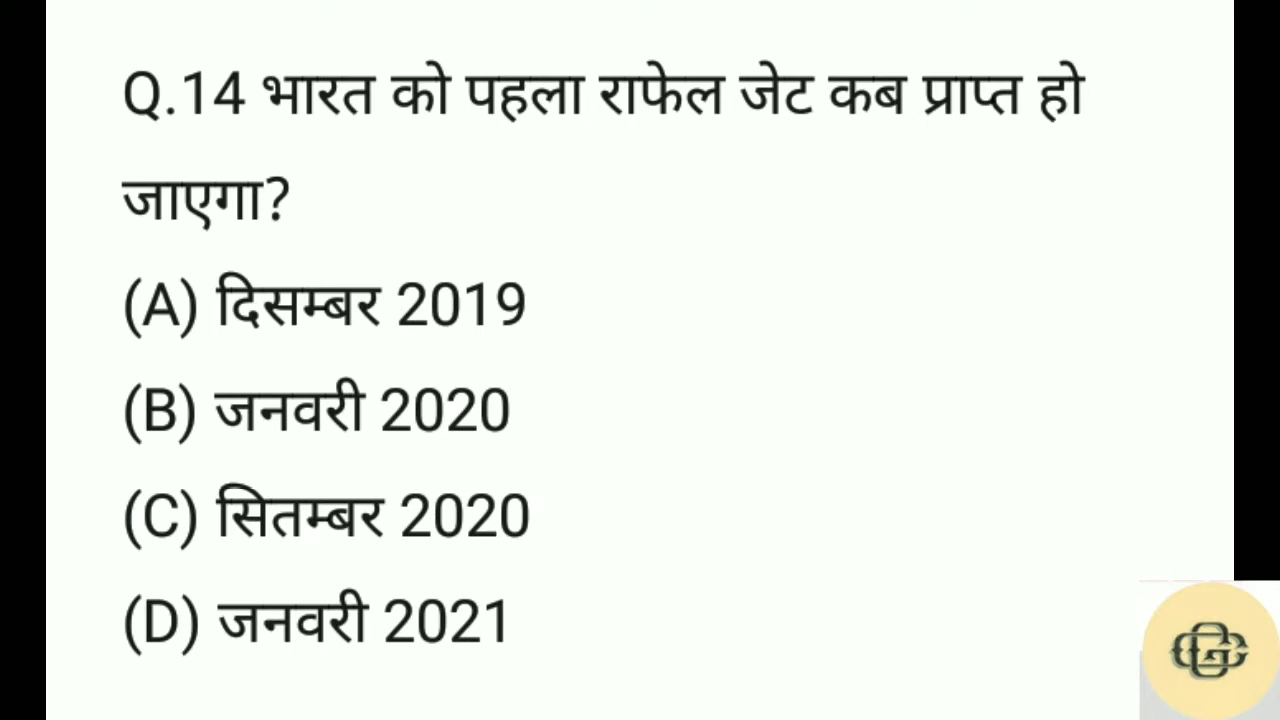 Q.14 भारत को पहला राफेल जेट कब प्राप्त हो
जाएगा?
(A) दिसम्बर 2019
(B) जनवरी 2020
(C) सितम्बर 2020
(D) जनवरी 2021